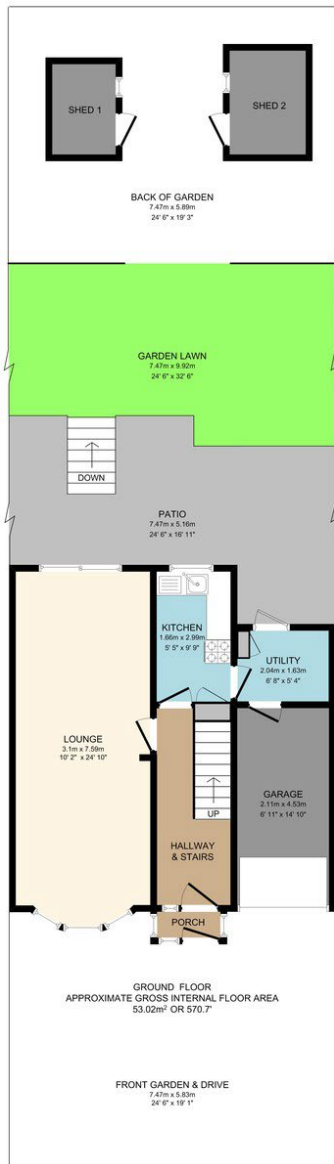 SHED 1
SHED 2
BACK OF GARDEN
7.47m x 5.89m
24' 6" x 19' 3"
GARDEN LAWN
7.47m x 9.92m
24' 6" x 32' 6"
DOWN
PATIO
7.47m x 5.16m
24' 6" x 16' 11"
KITCHEN
1.66m x 2.99m
5' 5" x 9' 9"
UTILITY
2.04m x 1.63m
6' 8" x 5' 4"
LOUNGE
3.1m x 7.59m
10' 2" x 24' 10"
GARAGE
2.11m x 4.53m
6' 11" x 14' 10"
UP
HALLWAY
& STAIRS
PORCH
GROUND FLOOR
APPROXIMATE GROSS INTERNAL FLOOR AREA
53.02m² OR 570.7'
FRONT GARDEN & DRIVE
7.47m x 5.83m
24' 6" x 19' 1"